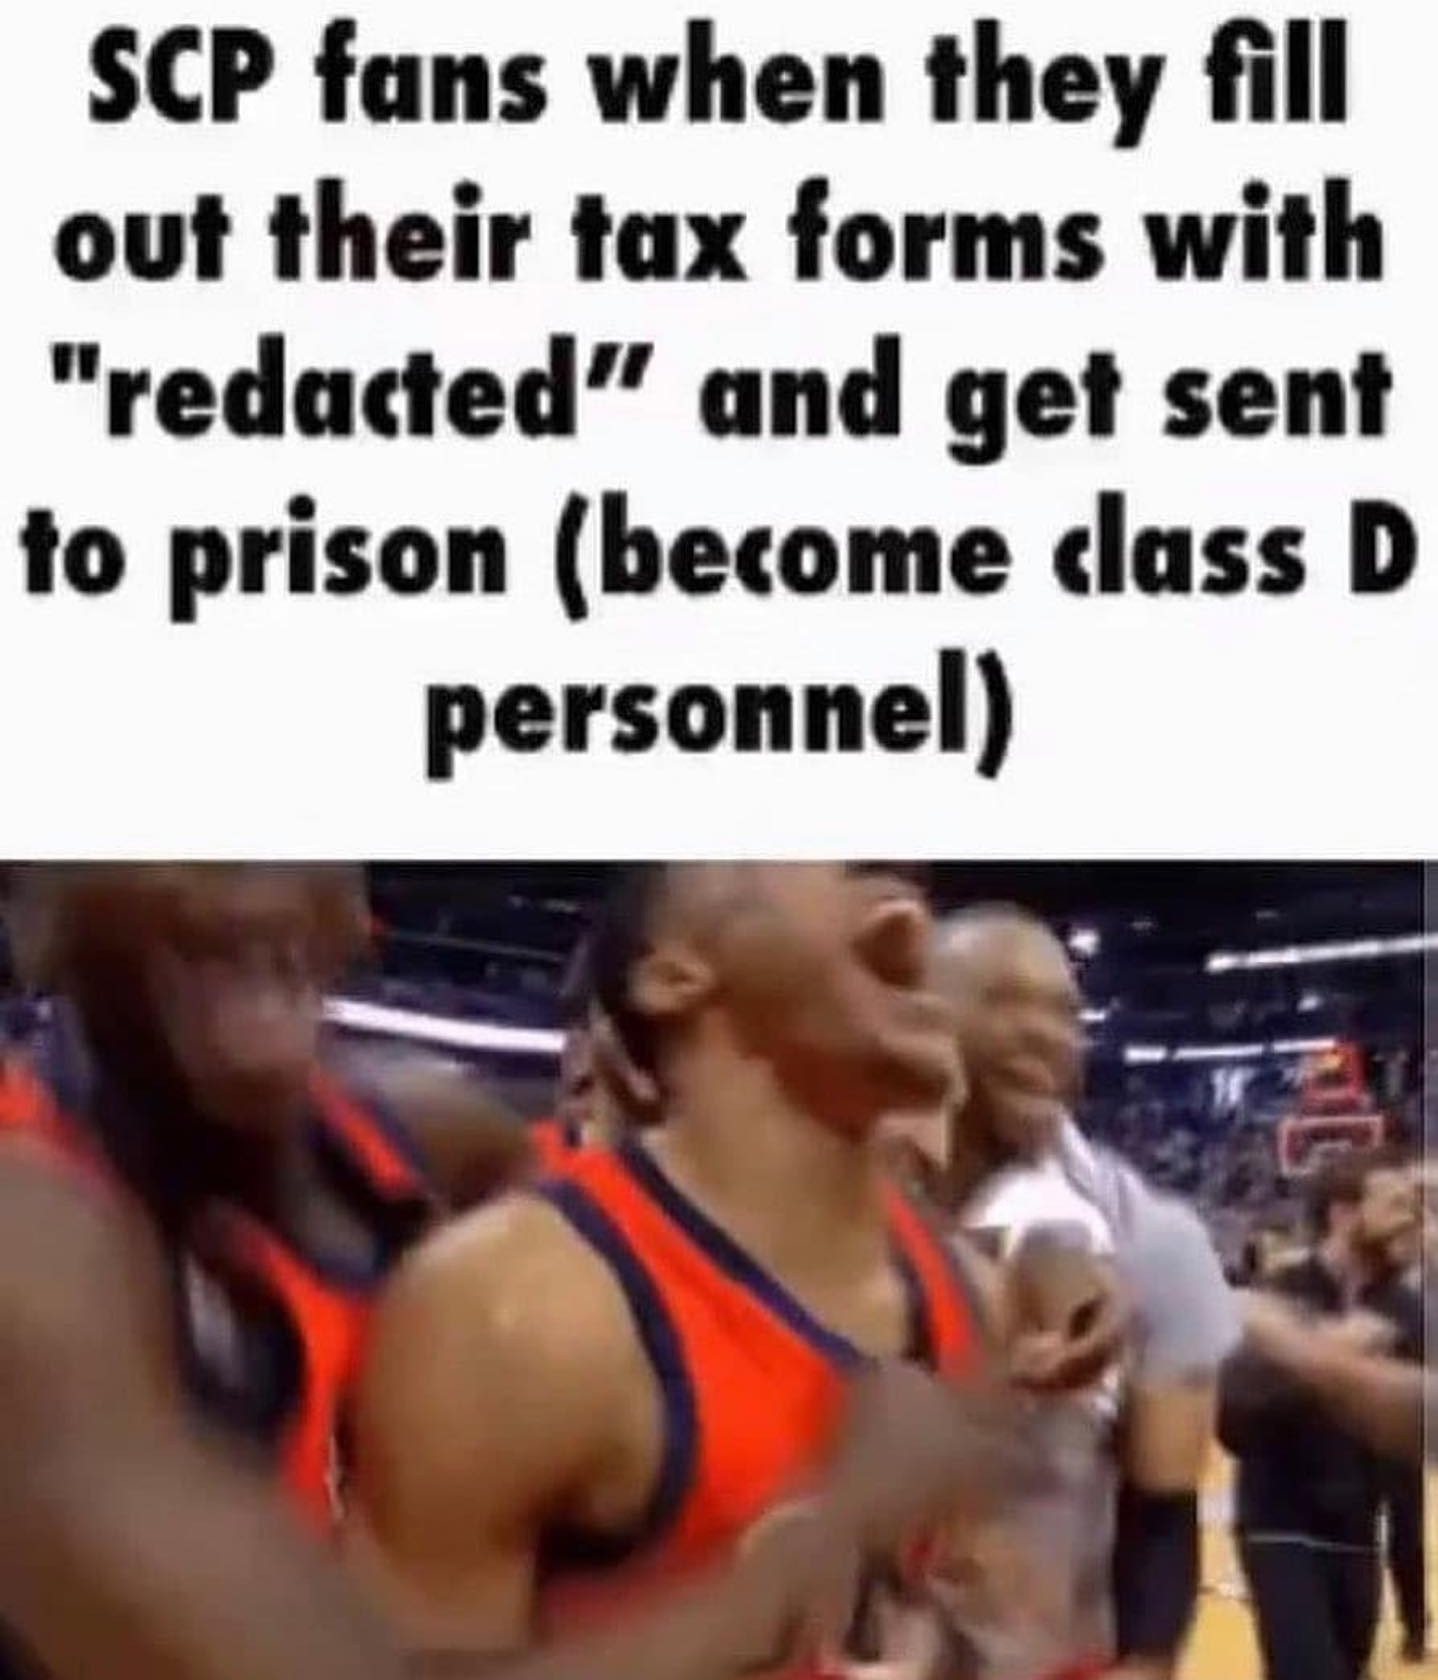 SCP fans when they fill
out their tax forms with
"redacted” and get sent
to prison (become class D
personnel)